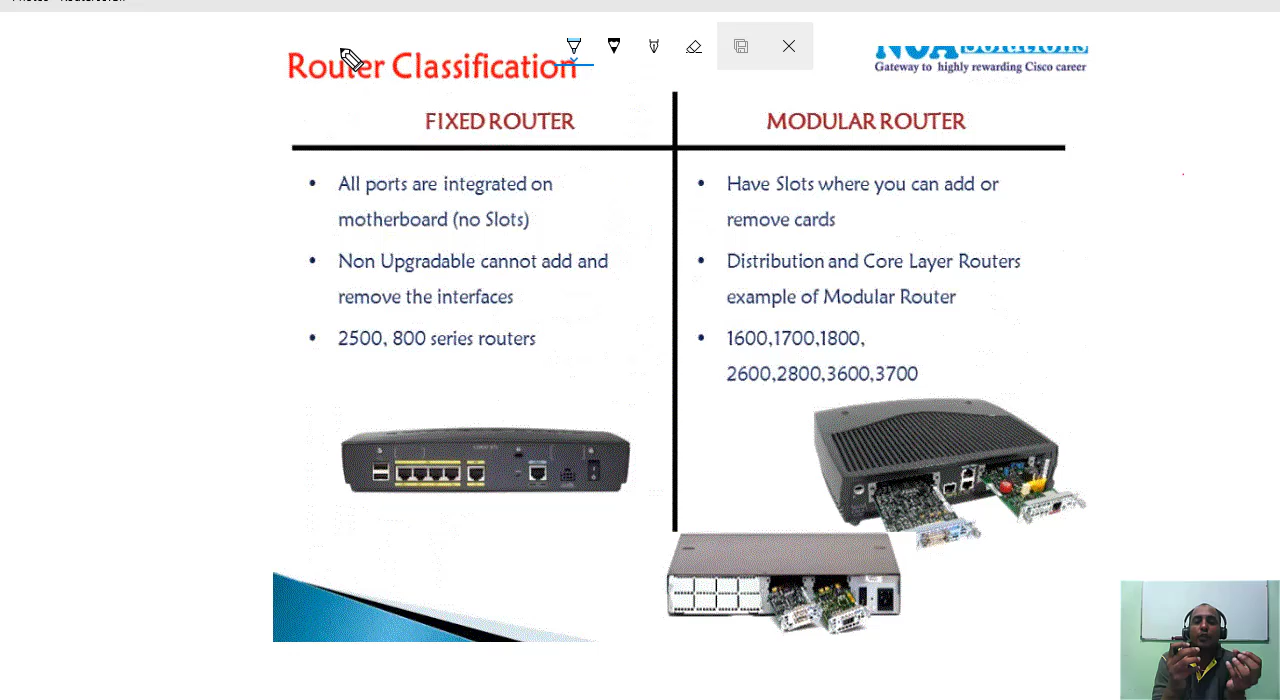 Router Classification
Solutions
Gateway to highly rewarding Cisco career
FIXED ROUTER
MODULAR ROUTER
• All ports are integrated on
motherboard (no Slots)
• Non Upgradable cannot add and
remove the interfaces
• 2500, 800 series routers
• Have Slots where you can add or
remove cards
• Distribution and Core Layer Routers
example of Modular Router
• 1600,1700,1800,
2600,2800,3600,3700